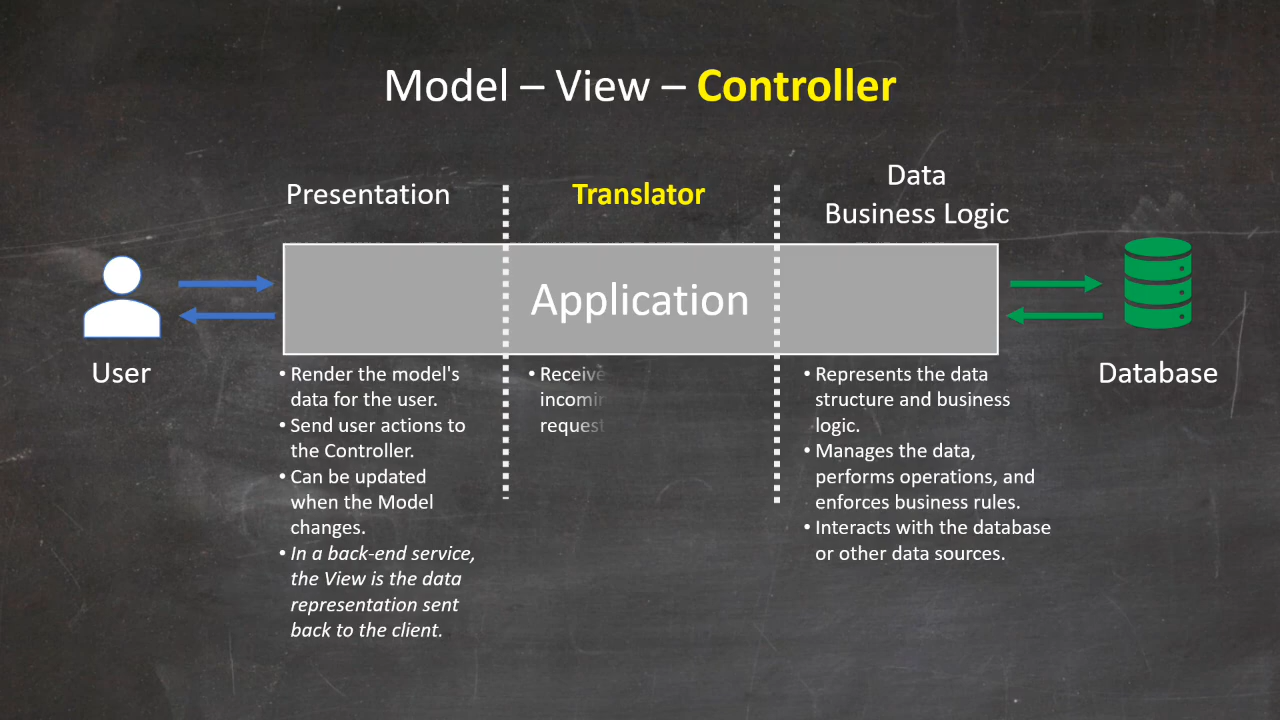 Model – View – Controller
Presentation
Translator
Data
Business Logic
Application
User
Database
• Render the model's
data for the user.
• Send user actions to
the Controller.
• Can be updated
when the Model
changes.
• In a back-end service,
the View is the data
representation sent
back to the client.
• Receive
incomin
request
• Represents the data
structure and business
logic.
• Manages the data,
performs operations, and
enforces business rules.
• Interacts with the database
or other data sources.